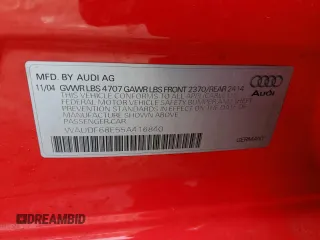 MFD. BY AUDI AG
11/04 GVWR LBS 4707 GAWR LBS FRONT 2370/REAR 2414
THIS VEHICLE CONFORMS TO ALL APPLICABLE
FEDERAL MOTOR VEHICLE SAFETY BUMPER AND THEFT
PREVENTION STANDARDS IN EFFECT ON THE DATE OF
MANUFACTURE SHOWN ABOVE
PASSENGER CAR
Audi
DREAMBID